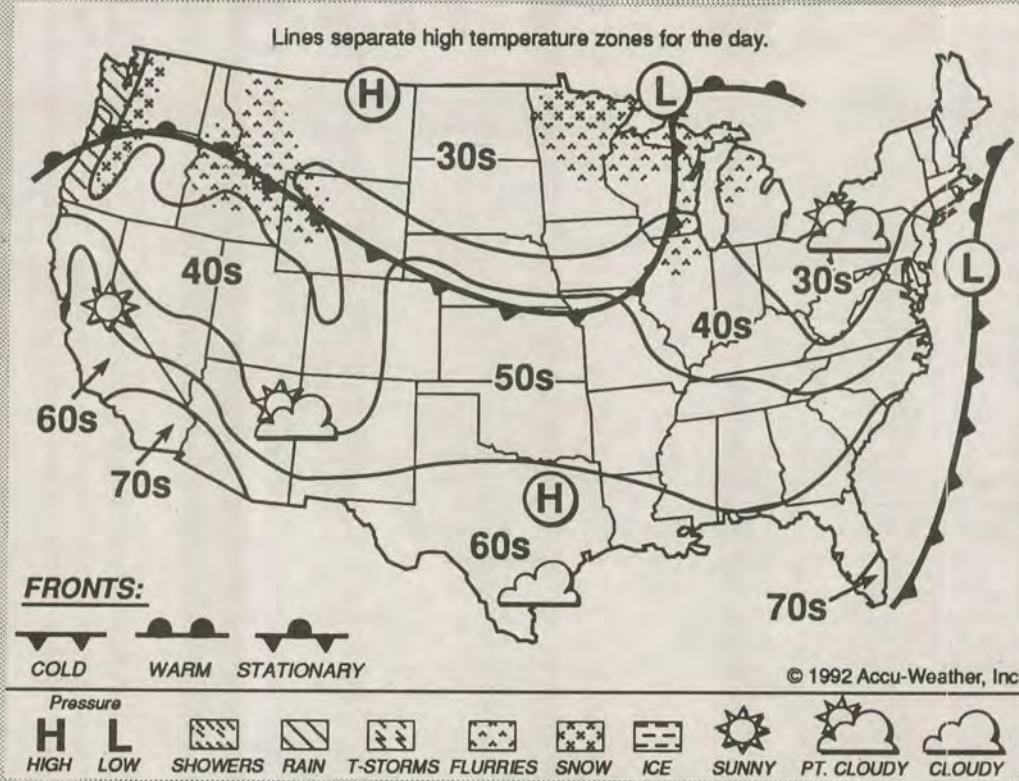 Lines separate high temperature zones for the day.
H
L
30s
40s
30s
L
40s
50s
60s
70s
H
60s
70s
FRONTS:
COLD WARM STATIONARY
© 1992 Accu-Weather, Inc
Pressure
H L
HIGH LOW SHOWERS RAIN T-STORMS FLURRIES SNOW ICE SUNNY PT. CLOUDY CLOUDY